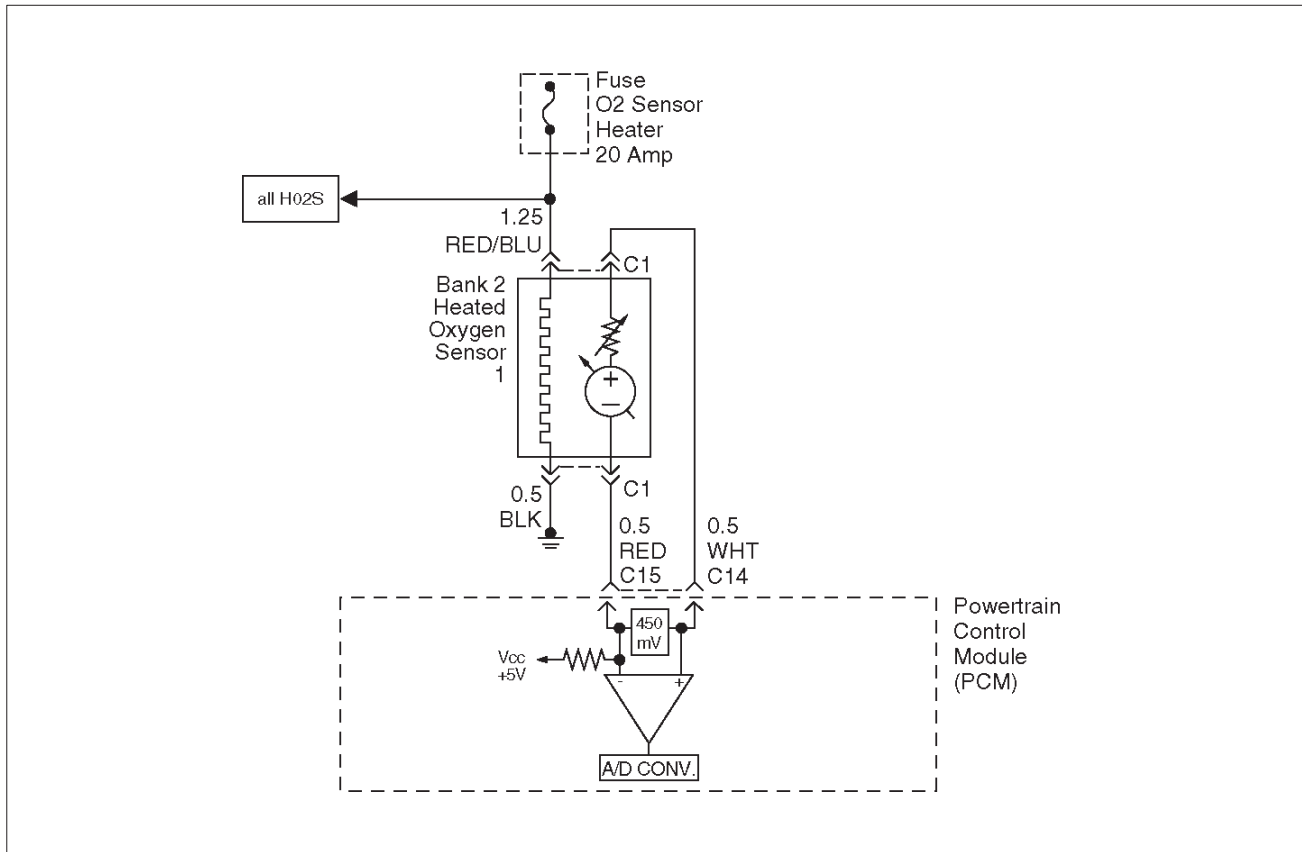 Fuse
O2 Sensor
Heater
20 Amp
all H02S
1.25
RED/BLU
C1
Bank 2
Heated
Oxygen
Sensor
1
+
–
C1
0.5
BLK
0.5
RED
C15
0.5
WHT
C14
Powertrain
Control
Module
(PCM)
450
mV
Vcc
+5V
- +
A/D CONV.